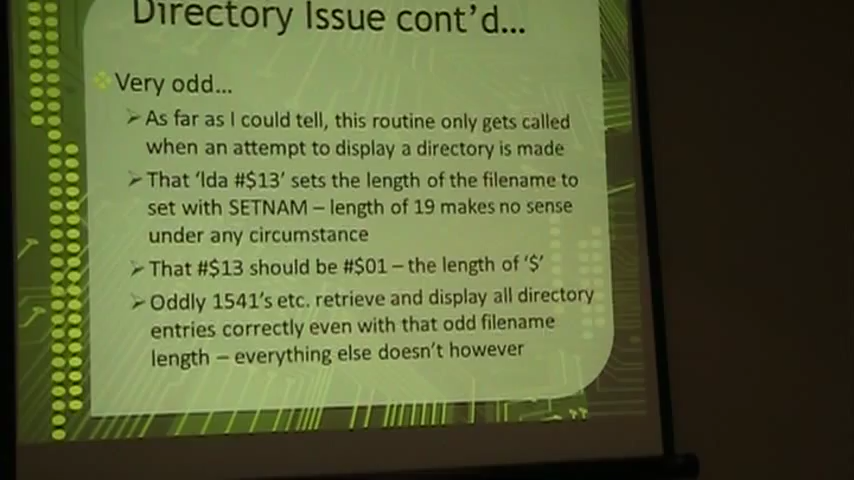 Directory Issue cont'd...
Very odd...
As far as I could tell, this routine only gets called
when an attempt to display a directory is made
That 'lda #$13' sets the length of the filename to
set with SETNAM – length of 19 makes no sense
under any circumstance
That #$13 should be #$01 – the length of '$'
Oddly 1541's etc. retrieve and display all directory
entries correctly even with that odd filename
length – everything else doesn't however